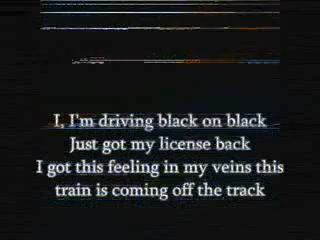 I, I'm driving black on black
Just got my license back
I got this feeling in my veins this
train is coming off the track